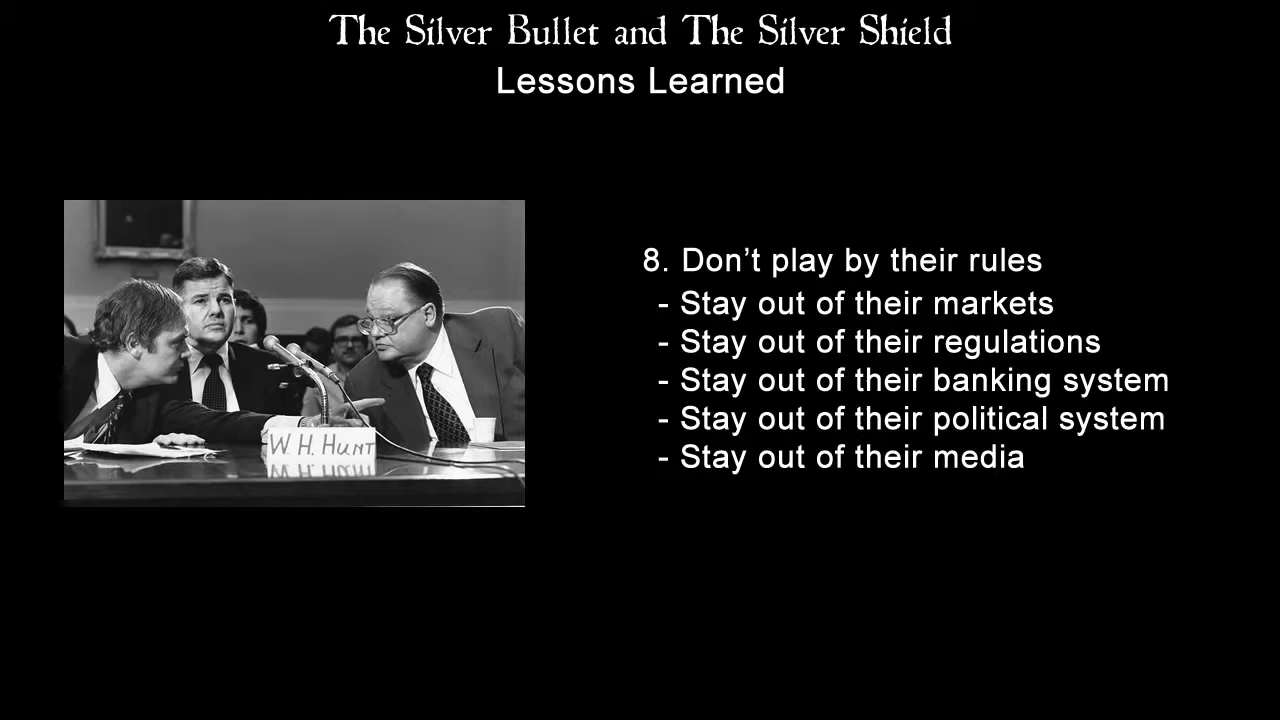 The Silver Bullet and The Silver Shield
Lessons Learned
W. H. HUNT
8. Don’t play by their rules
- Stay out of their markets
- Stay out of their regulations
- Stay out of their banking system
- Stay out of their political system
- Stay out of their media